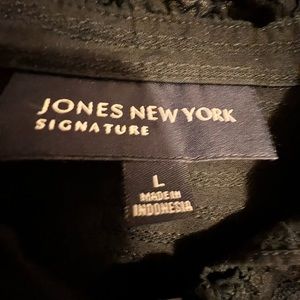 JONES NEW YORK
SIGNATURE
L
MADE IN
INDONESIA